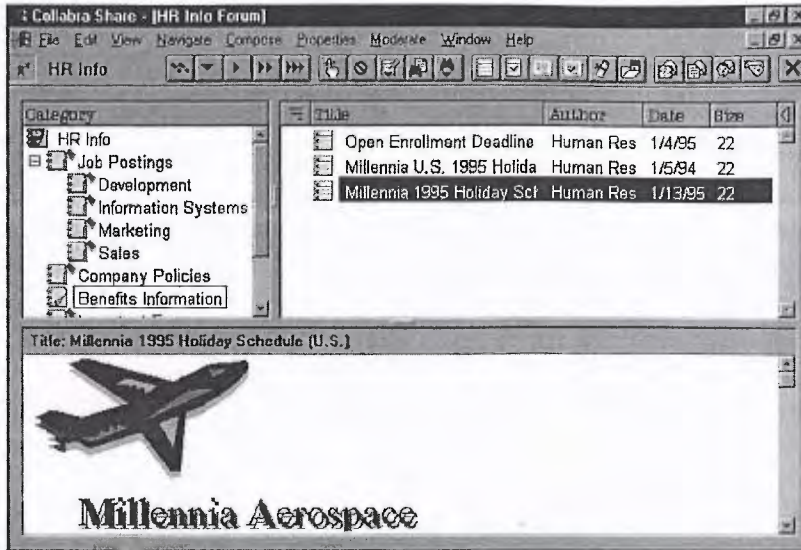 Collabra Share - [HR Info Forum]
File Edit View Navigate Compose Properties Moderate Window Help
HR Info
Category
Title Author Date Size
HR Info
Job Postings
Development
Information Systems
Marketing
Sales
Company Policies
Benefits Information
Open Enrollment Deadline Human Res 1/4/95 22
Millennia U.S. 1995 Holida Human Res 1/5/94 22
Millennia 1995 Holiday Sch Human Res 1/13/95 22
Title: Millennia 1995 Holiday Schedule (U.S.)
Millennia Aerospace